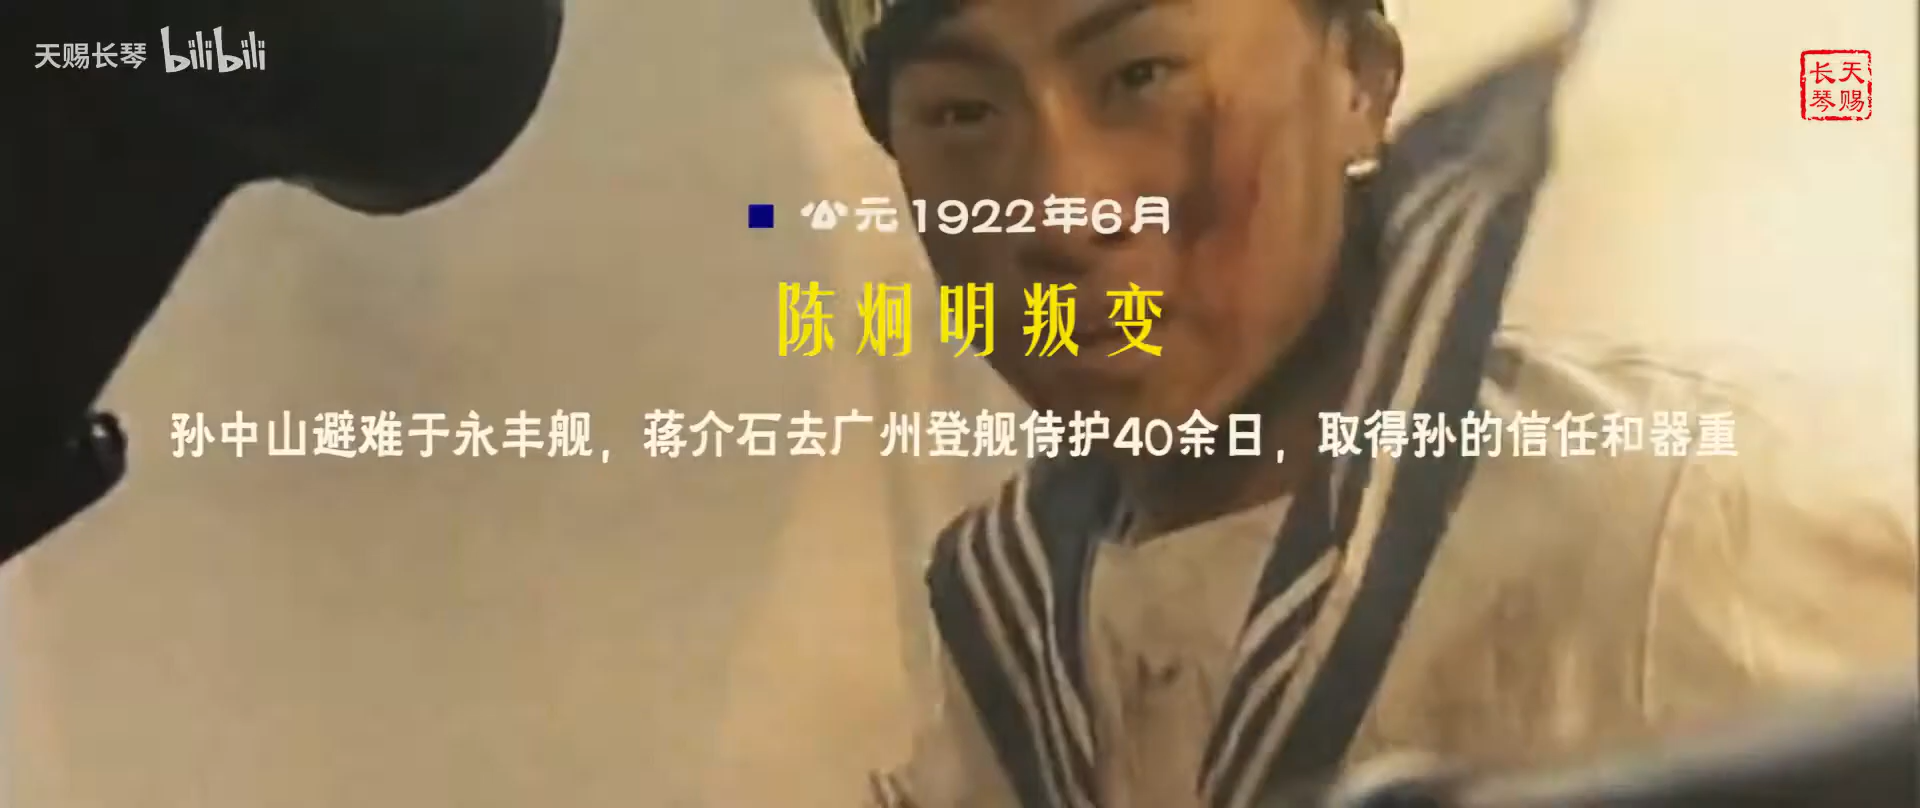 天赐长琴 bilibili
天赐
长琴
公元1922年6月
陈炯明叛变
孙中山避难于永丰舰，蒋介石去广州登舰侍护40余日，取得孙的信任和器重